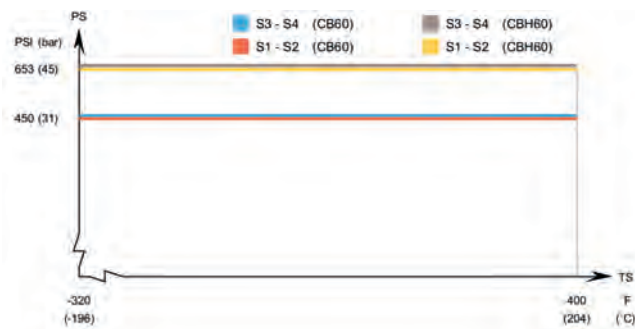 PS
PSI (bar)
S3 - S4 (CB60)
S3 - S4 (CBH60)
S1 - S2 (CB60)
S1 - S2 (CBH60)
653 (45)
450 (31)
TS
-320
400
F
(-196)
(204)
(°C)